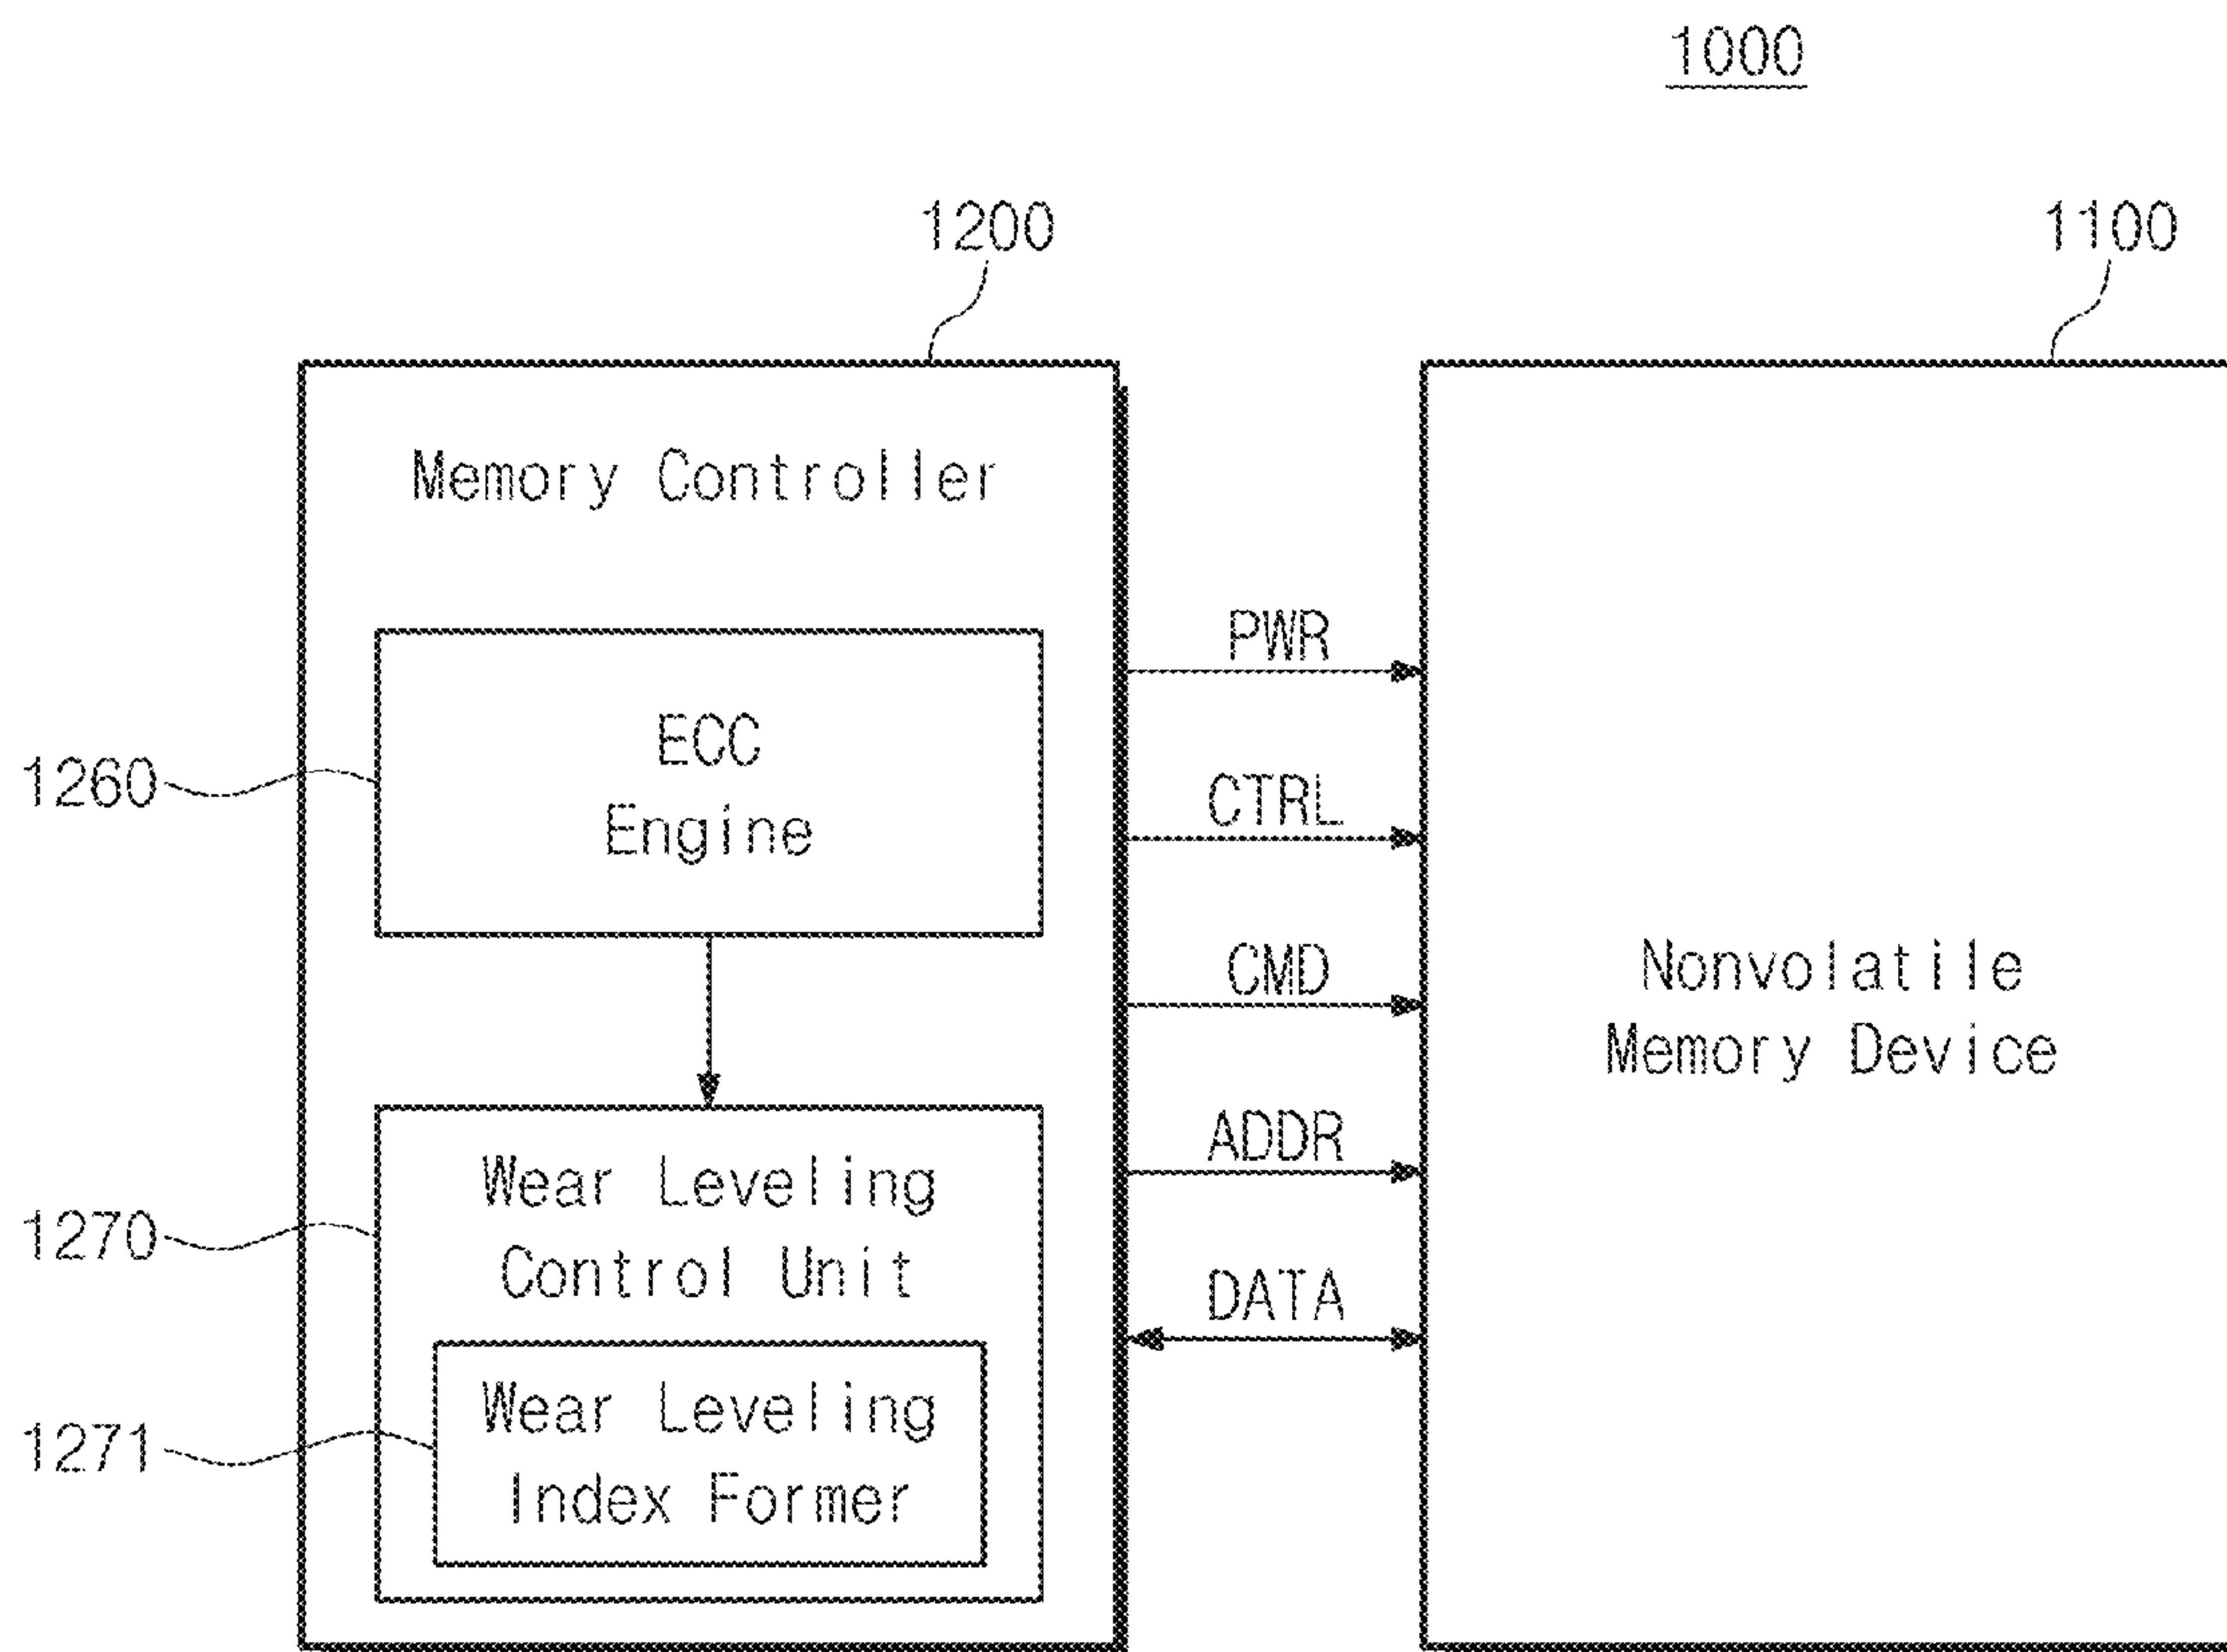 1000
1200
1100
Memory Controller
PWR
ECC
Engine
1260
CTRL
CMD
Nonvolatile
Memory Device
ADDR
Wear Leveling
Control Unit
1270
DATA
Wear Leveling
Index Former
1271